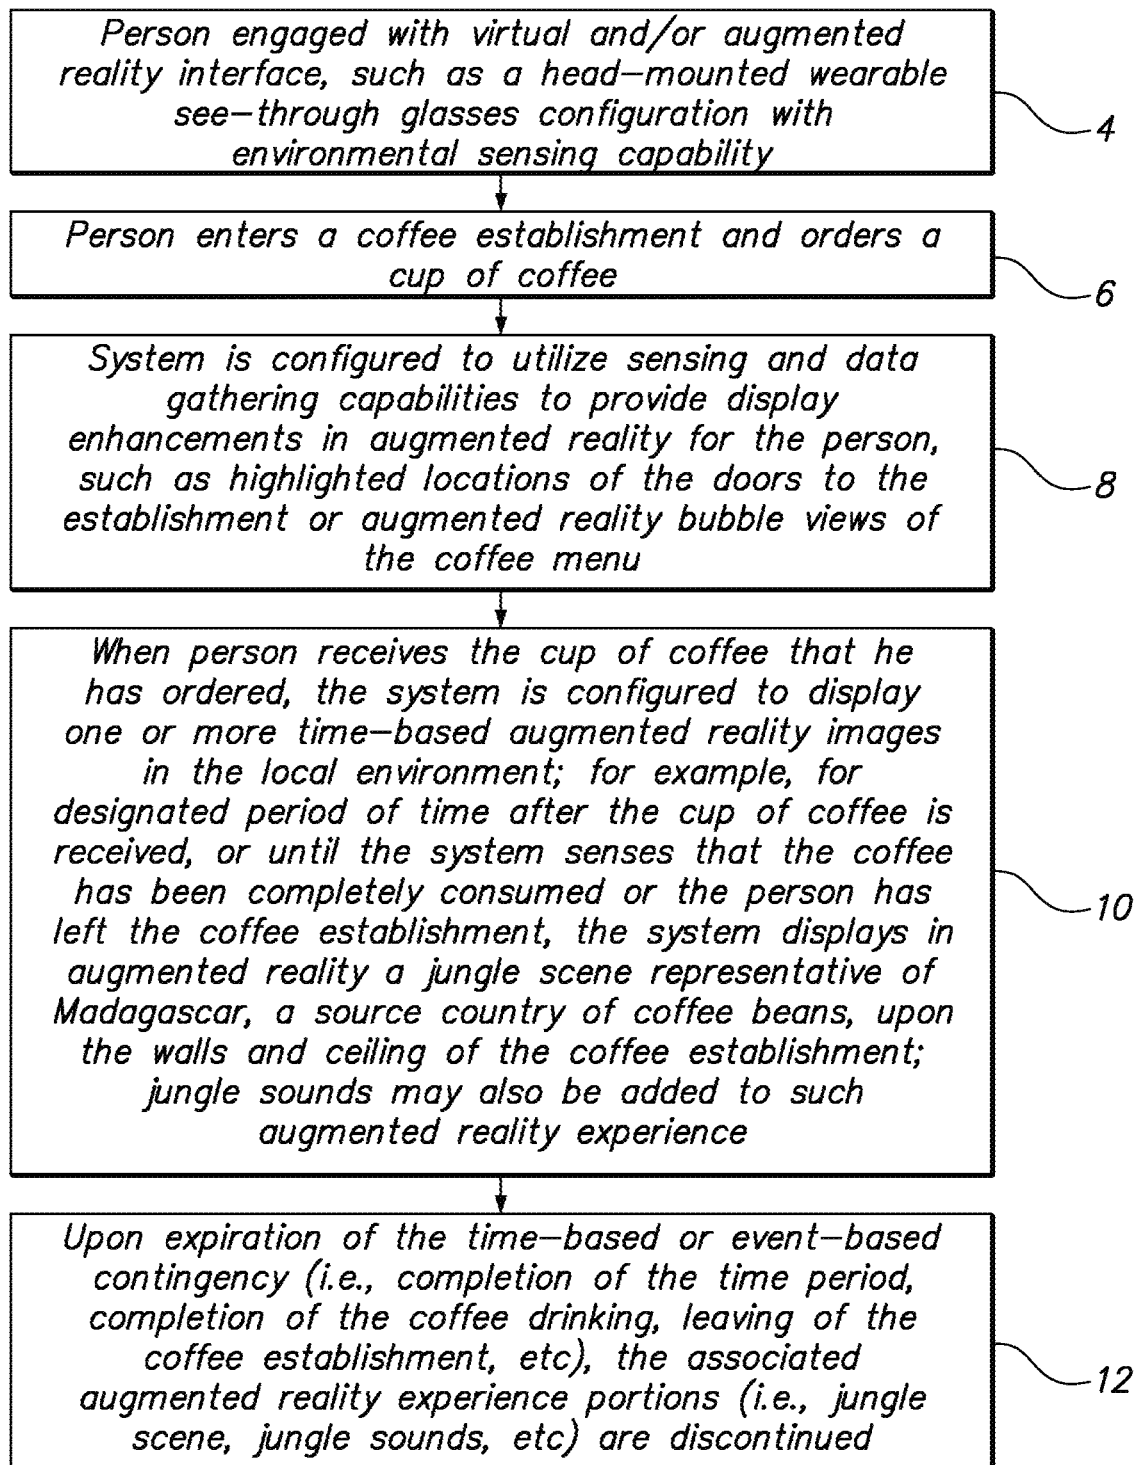 Person engaged with virtual and/or augmented
reality interface, such as a head-mounted wearable
see-through glasses configuration with
environmental sensing capability
4
Person enters a coffee establishment and orders a
cup of coffee
6
System is configured to utilize sensing and data
gathering capabilities to provide display
enhancements in augmented reality for the person,
such as highlighted locations of the doors to the
establishment or augmented reality bubble views of
the coffee menu
8
When person receives the cup of coffee that he
has ordered, the system is configured to display
one or more time-based augmented reality images
in the local environment; for example, for
designated period of time after the cup of coffee is
received, or until the system senses that the coffee
has been completely consumed or the person has
left the coffee establishment, the system displays in
augmented reality a jungle scene representative of
Madagascar, a source country of coffee beans, upon
the walls and ceiling of the coffee establishment;
jungle sounds may also be added to such
augmented reality experience
10
Upon expiration of the time-based or event-based
contingency (i.e., completion of the time period,
completion of the coffee drinking, leaving of the
coffee establishment, etc), the associated
augmented reality experience portions (i.e., jungle
scene, jungle sounds, etc) are discontinued
12